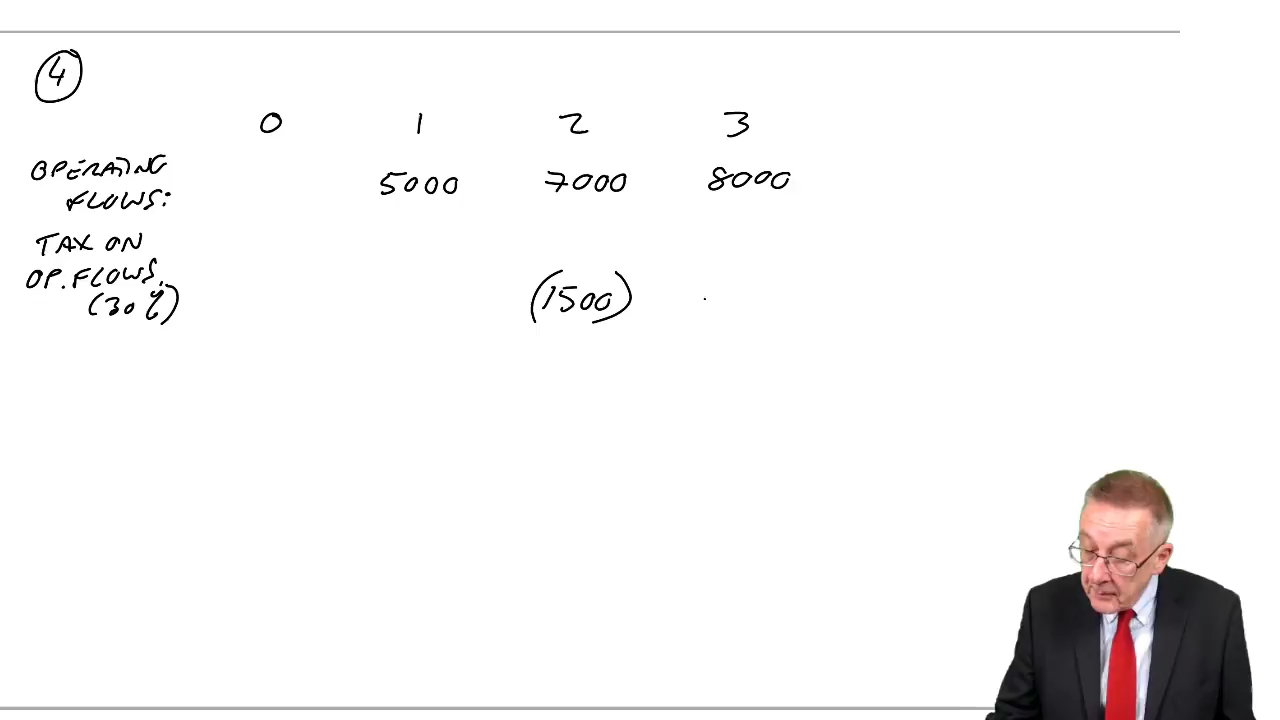 4
0 1 2 3
OPERATING
FLOWS: 5000 7000 8000
TAX ON
OP. FLOWS.
(30%) (1500)